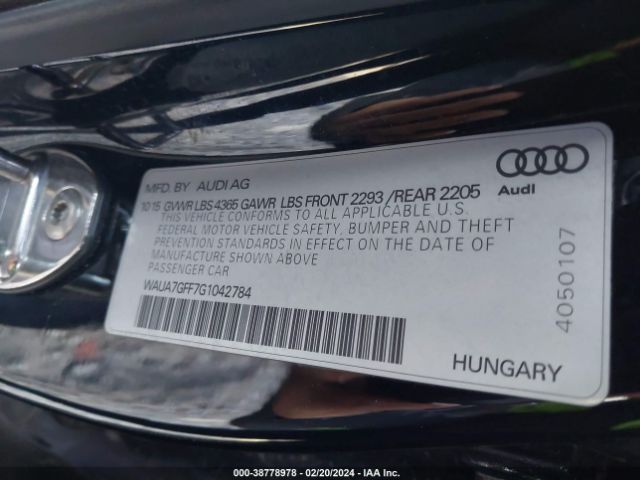 MFD. BY AUDI AG
10 15 GVWR LBS 4365 GAWR LBS FRONT 2293 /REAR 2205
THIS VEHICLE CONFORMS TO ALL APPLICABLE U.S.
FEDERAL MOTOR VEHICLE SAFETY, BUMPER AND THEFT
PREVENTION STANDARDS IN EFFECT ON THE DATE OF
MANUFACTURE SHOWN ABOVE
PASSENGER CAR
WAUA7GFF7G1042784
Audi
4050107
HUNGARY
000-38778978 - 02/20/2024 - IAA Inc.